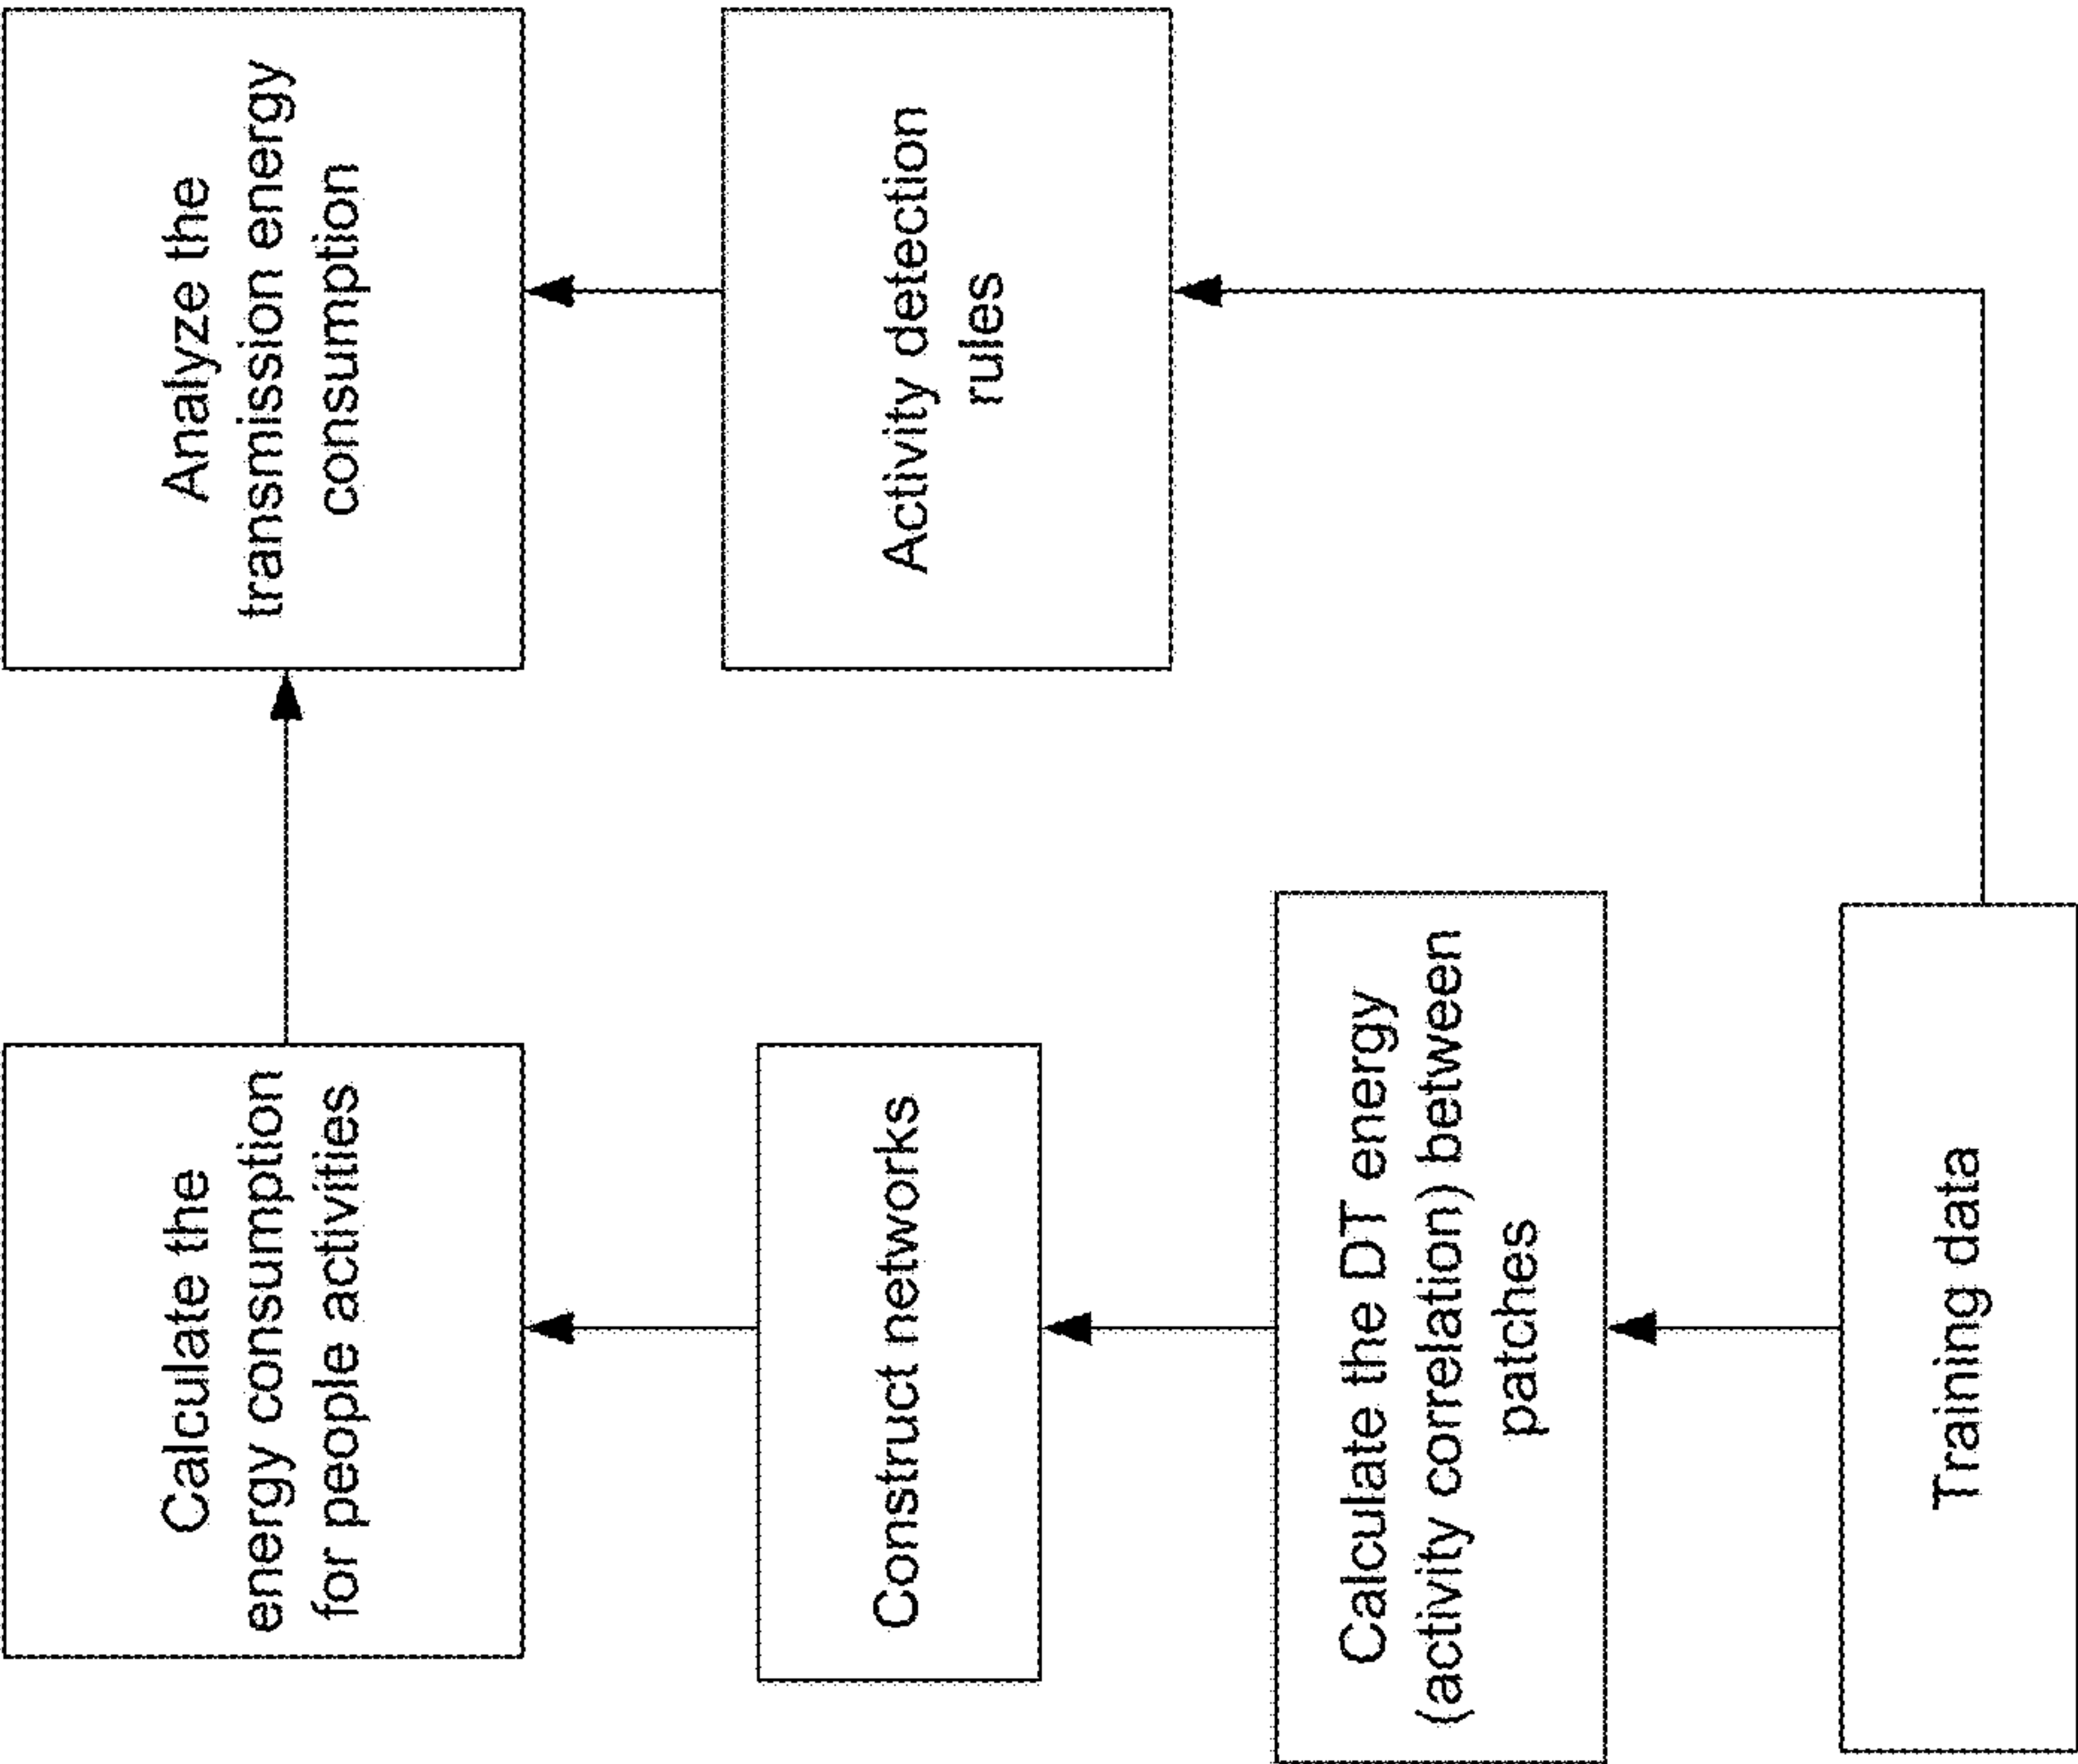 Calculate the
energy consumption
for people activities
Analyze the
transmission energy
consumption
Construct networks
Activity detection
rules
Calculate the DT energy
(activity correlation) between
patches
Training data